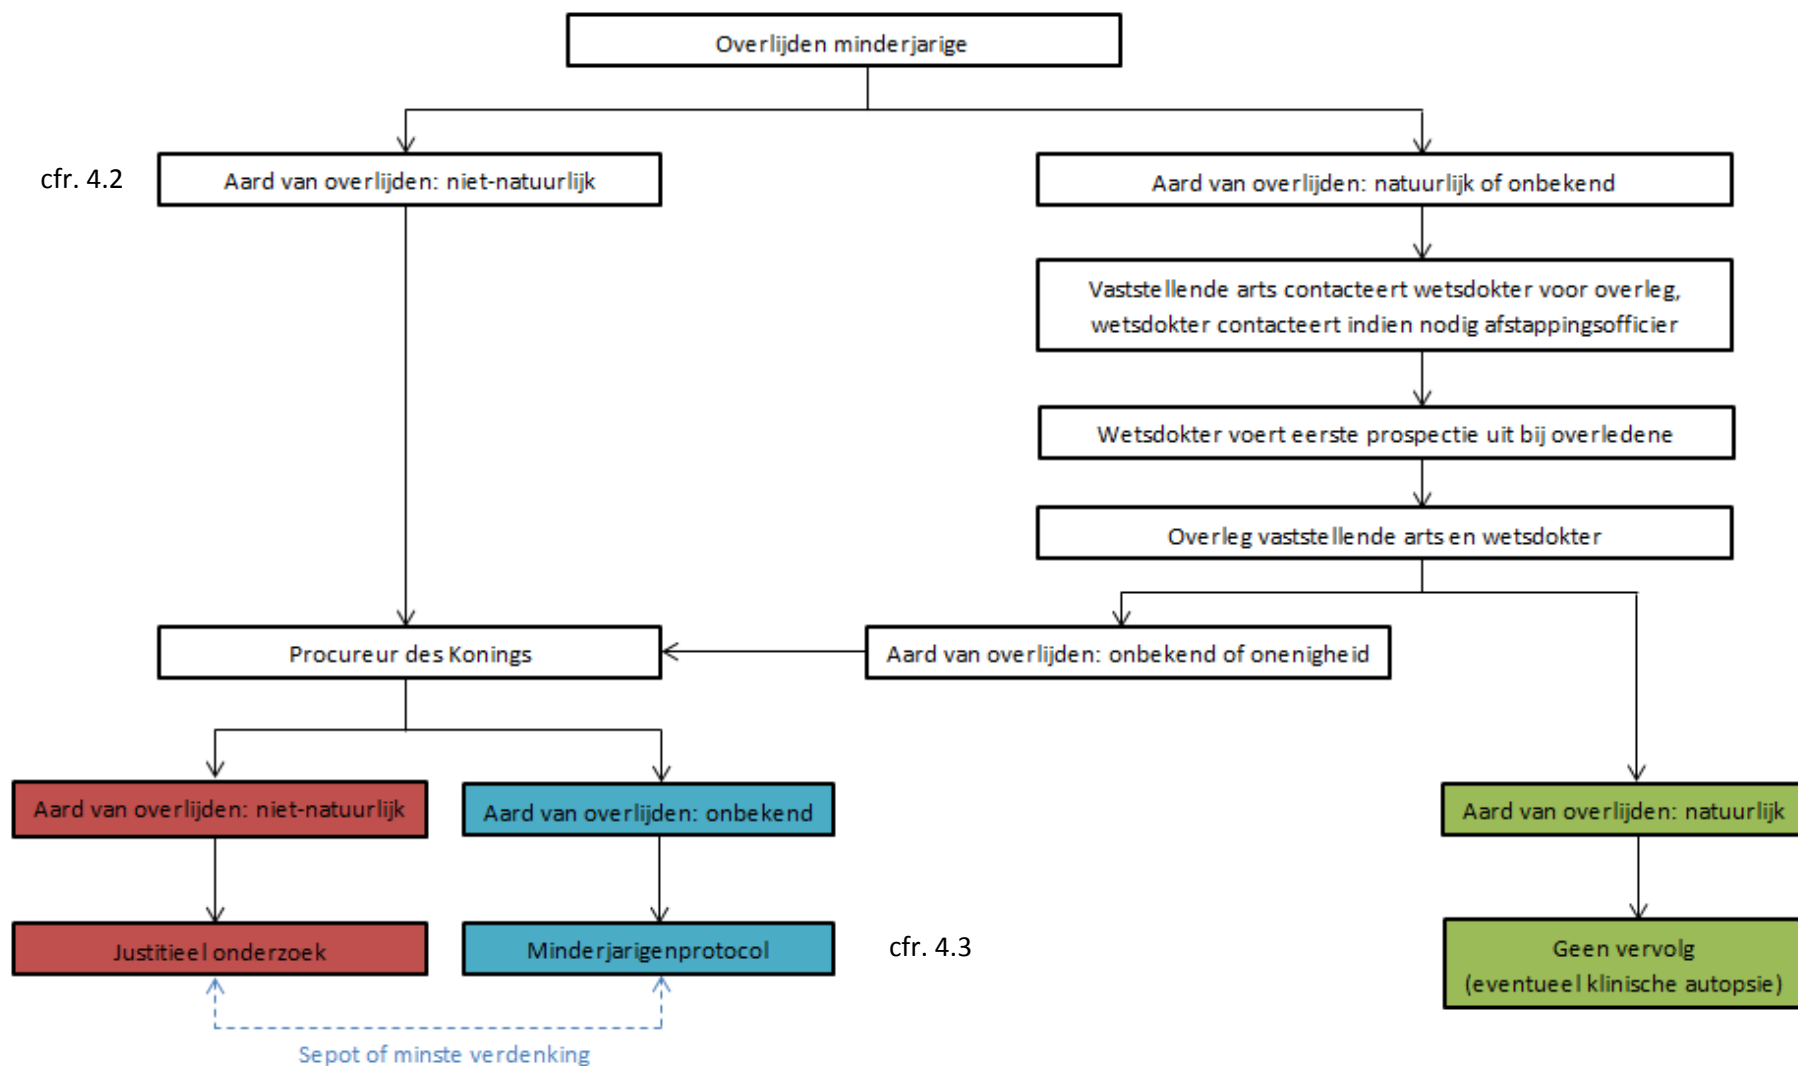 Overlijden minderjarige
cfr. 4.2
Aard van overlijden: niet-natuurlijk
Aard van overlijden: natuurlijk of onbekend
Vaststellende arts contacteert wetsdokter voor overleg,
wetsdokter contacteert indien nodig afstappingsofficier
Wetsdokter voert eerste prospectie uit bij overledene
Overleg vaststellende arts en wetsdokter
Procureur des Konings
Aard van overlijden: onbekend of onenigheid
Aard van overlijden: niet-natuurlijk
Aard van overlijden: onbekend
Aard van overlijden: natuurlijk
Justitieel onderzoek
Minderjarigenprotocol
cfr. 4.3
Geen vervolg
(eventueel klinische autopsie)
Sepot of minste verdenking